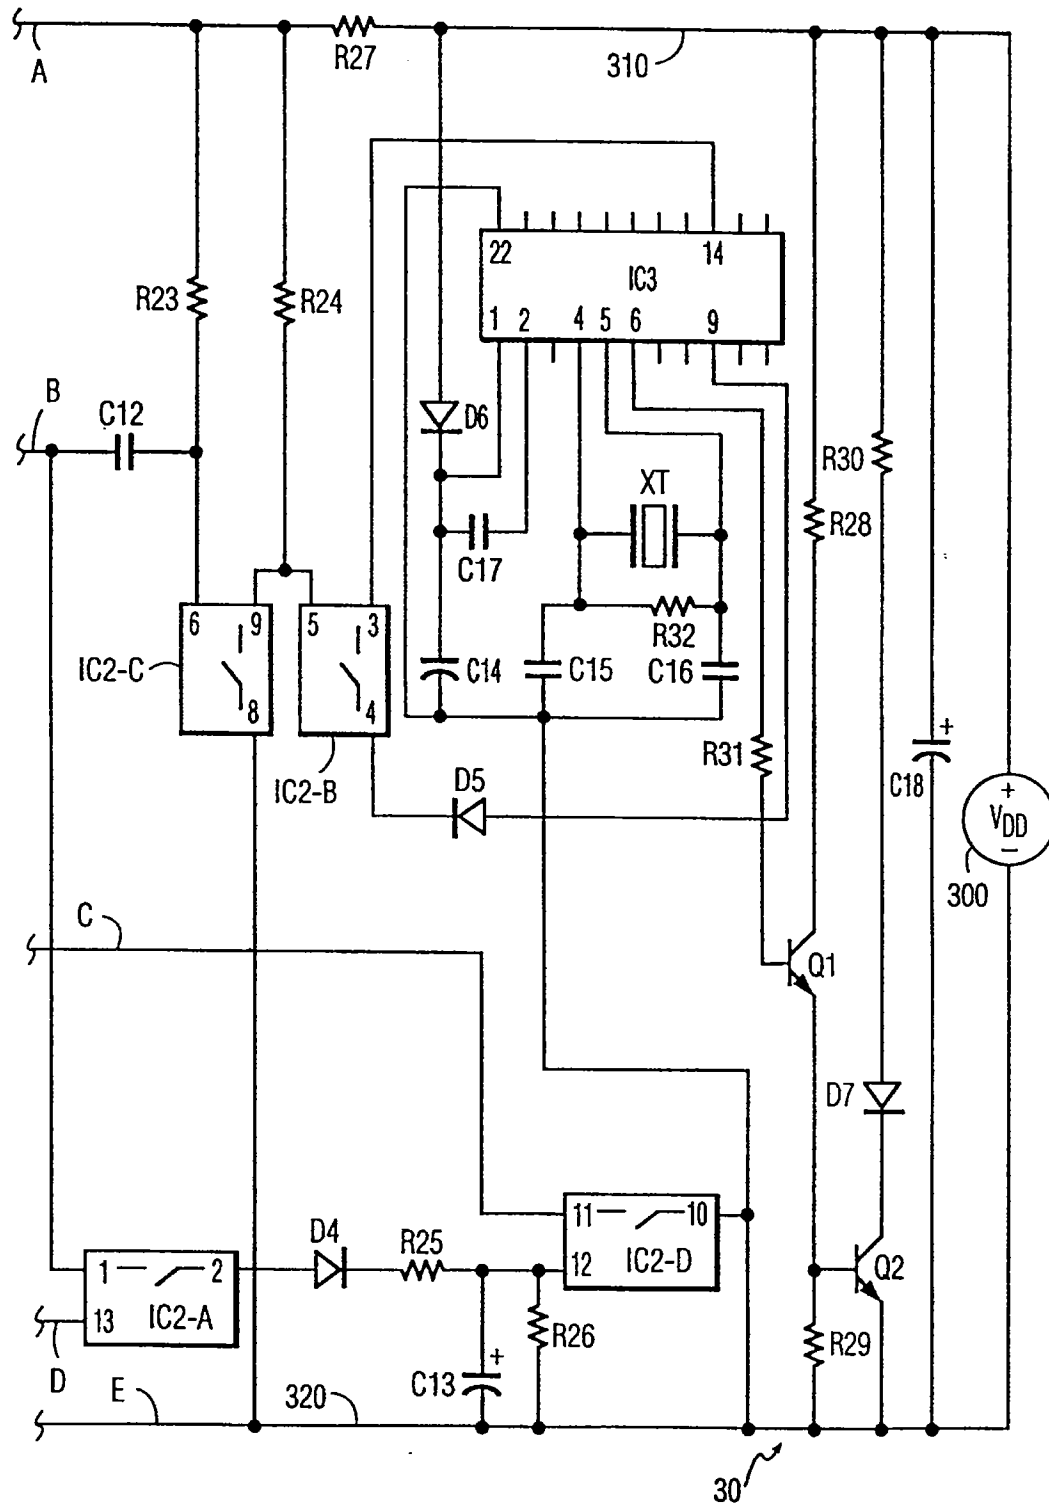 A
R27
310
22
14
IC3
R23
R24
1
2
4
5
6
9
B
C12
D6
R30
XT
R28
C17
6
9
5
3
R32
IC2-C
C14
C15
C16
8
4
R31
+
D5
C18
+
IC2-B
VDD
−
300
C
Q1
D7
11
10
D4
R25
12
IC2-D
1
2
Q2
13
IC2-A
R26
R29
D
+
E
320
C13
30